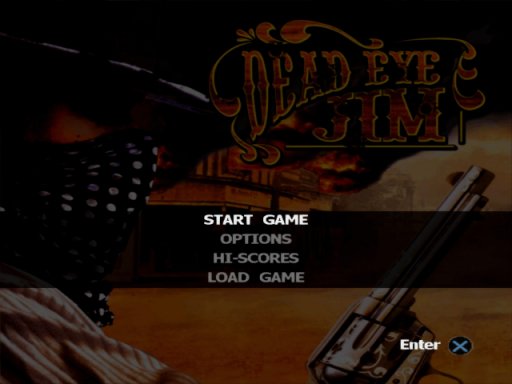 DEAD EYE
JIM
START GAME
OPTIONS
HI-SCORES
LOAD GAME
Enter